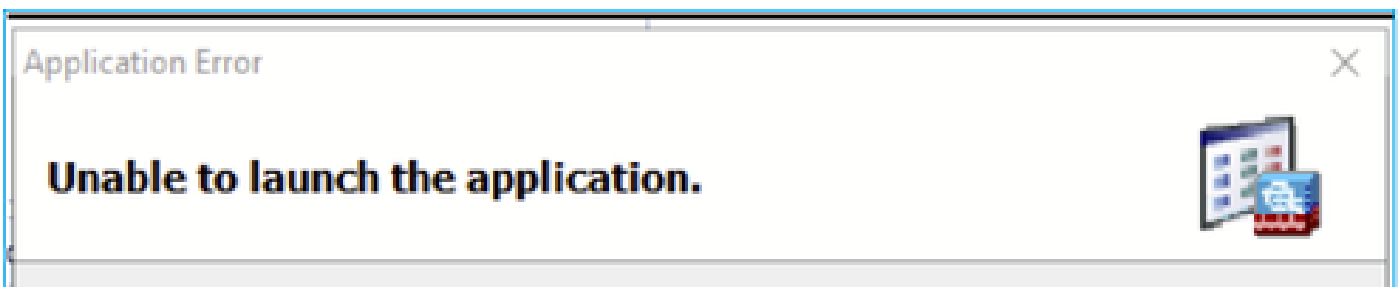 Application Error
Unable to launch the application.